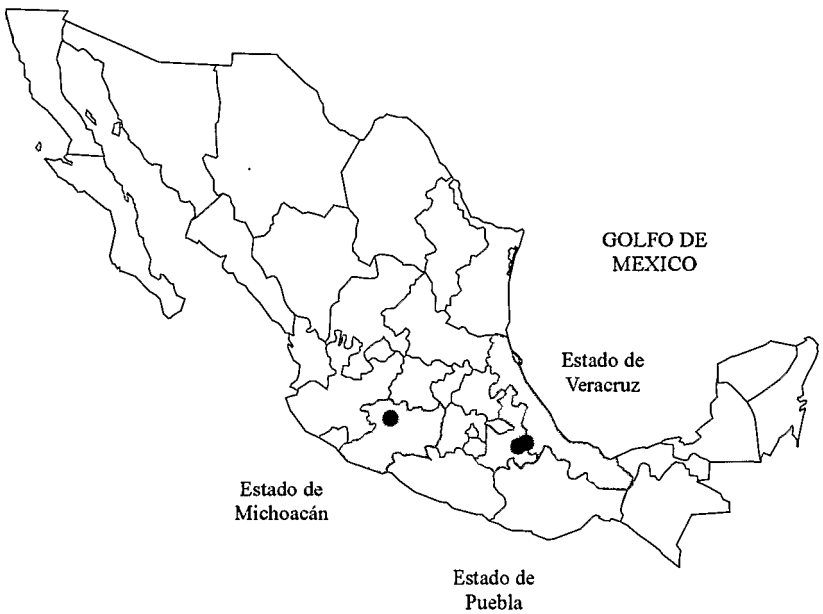 GOLFO DE
MEXICO
Estado de
Veracruz
Estado de
Michoacán
Estado de
Puebla